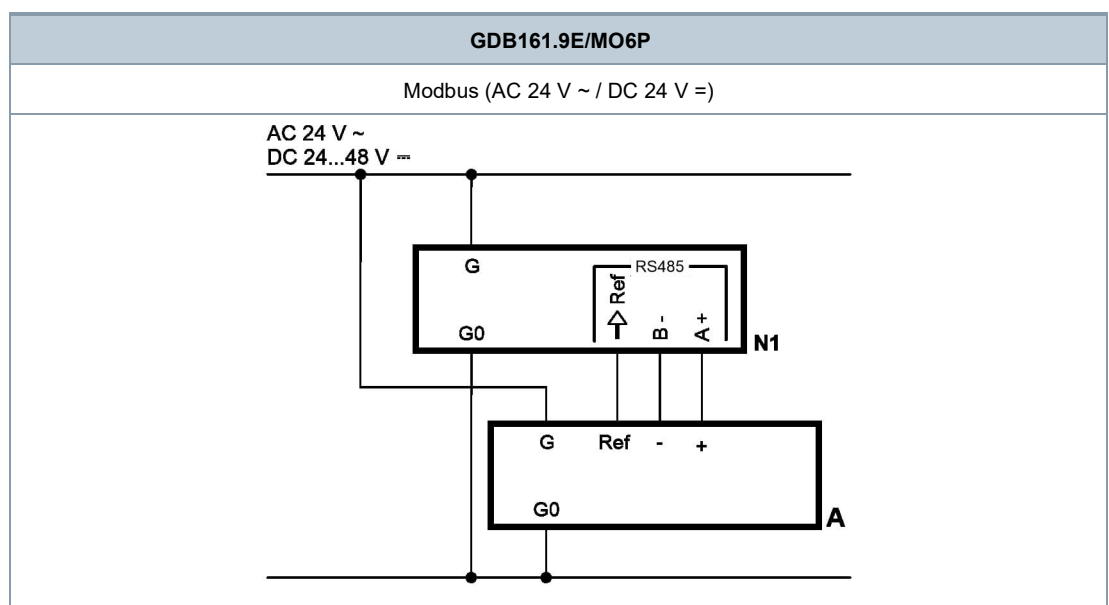 GDB161.9E/MO6P
Modbus (AC 24 V ~ / DC 24 V =)
AC 24 V ~
DC 24...48 V ⎓
G
RS485
Ref
G0
B -
A +
N1
G
Ref
-
+
G0
A